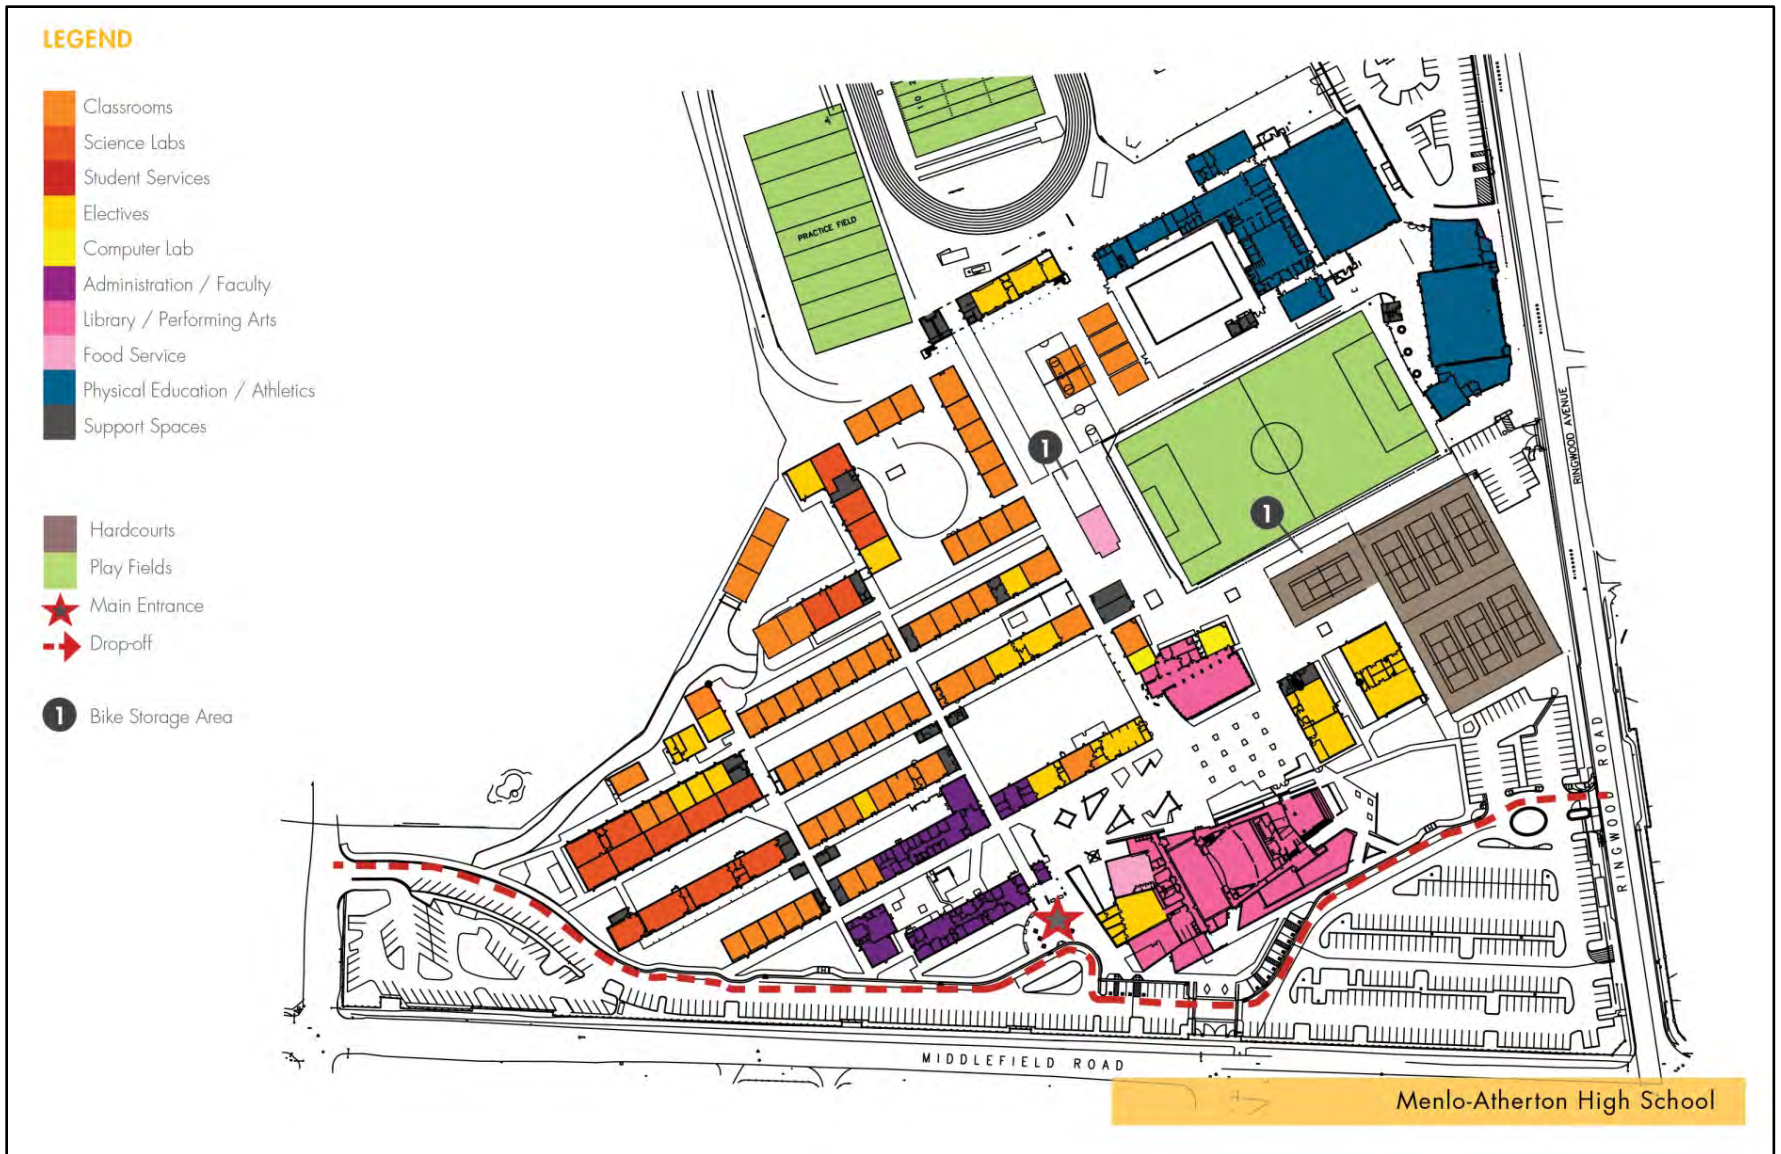 LEGEND
Classrooms
Science Labs
Student Services
Electives
Computer Lab
Administration / Faculty
Library / Performing Arts
Food Service
Physical Education / Athletics
Support Spaces
Hardcourts
Play Fields
Main Entrance
Drop-off
1 Bike Storage Area
PRACTICE FIELD
1
1
RINGWOOD AVENUE
RINGWOOD ROAD
MIDDLEFIELD ROAD
Menlo-Atherton High School